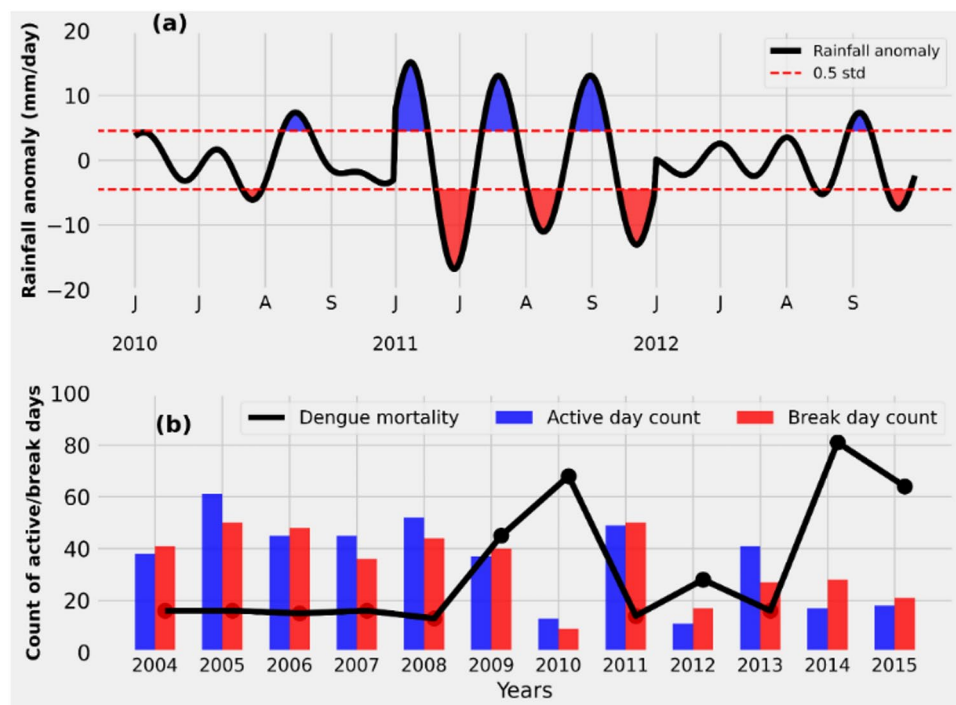 (a)
Rainfall anomaly (mm/day)
20
10
0
−10
−20
Rainfall anomaly
0.5 std
J J A S J J A S J J A S
2010 2011 2012
(b)
Count of active/break days
100
80
60
40
20
0
Dengue mortality Active day count Break day count
2004 2005 2006 2007 2008 2009 2010 2011 2012 2013 2014 2015
Years